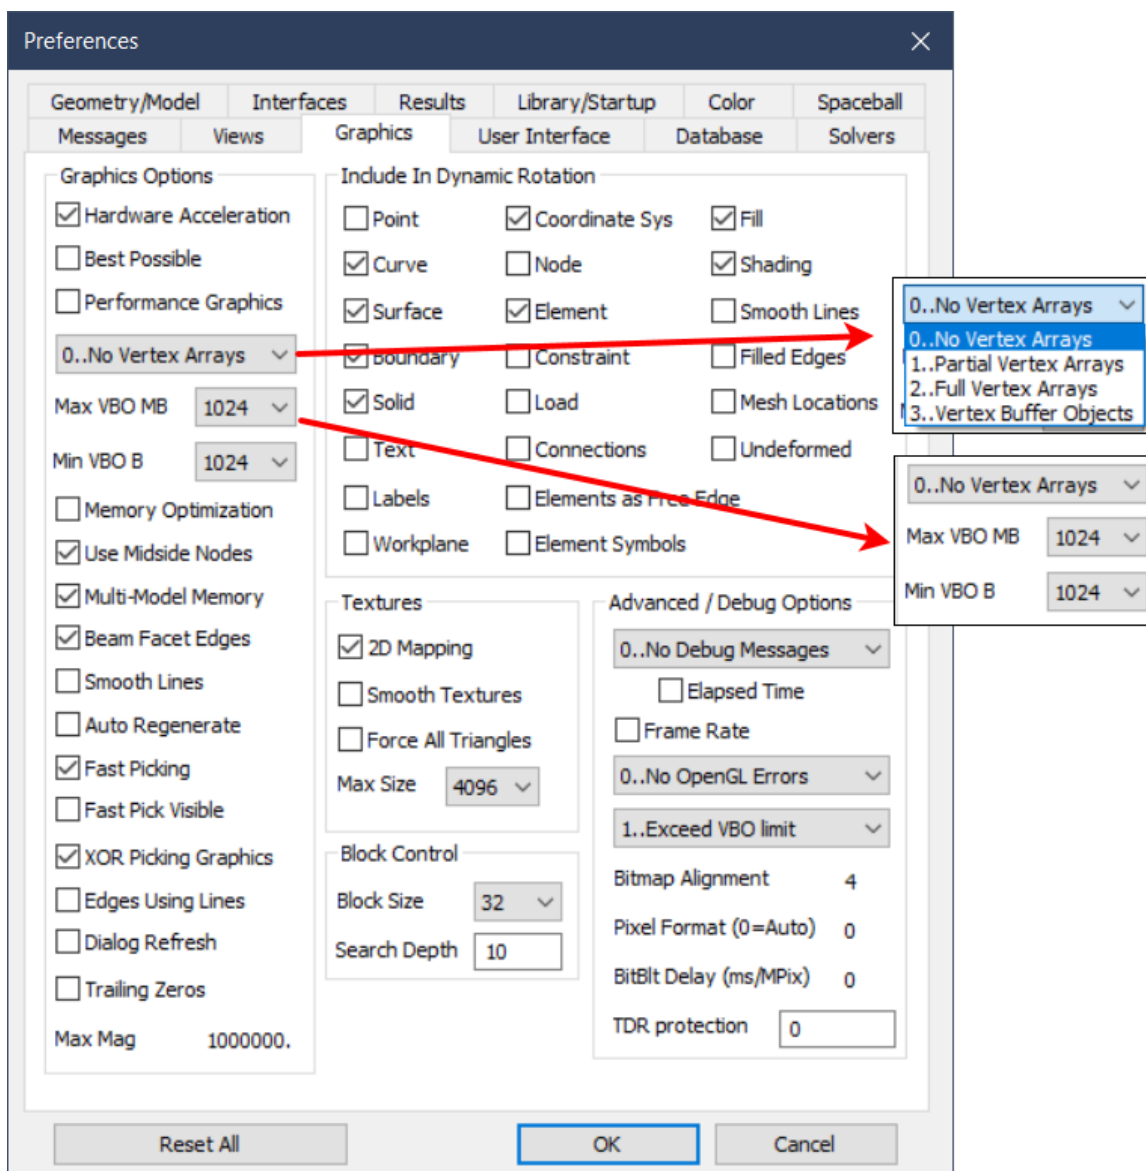 Preferences
Geometry/Model Interfaces Results Library/Startup Color Spaceball
Messages Views Graphics User Interface Database Solvers
Graphics Options
Hardware Acceleration
Best Possible
Performance Graphics
0..No Vertex Arrays
Max VBO MB 1024
Min VBO B 1024
Memory Optimization
Use Midside Nodes
Multi-Model Memory
Beam Facet Edges
Smooth Lines
Auto Regenerate
Fast Picking
Fast Pick Visible
XOR Picking Graphics
Edges Using Lines
Dialog Refresh
Trailing Zeros
Max Mag 1000000.
Include In Dynamic Rotation
Point Coordinate Sys Fill
Curve Node Shading
Surface Element Smooth Lines
Boundary Constraint Filled Edges
Solid Load Mesh Locations
Text Connections Undeformed
Labels Elements as Free Edge
Workplane Element Symbols
Textures
2D Mapping
Smooth Textures
Force All Triangles
Max Size 4096
Block Control
Block Size 32
Search Depth 10
Advanced / Debug Options
0..No Debug Messages
Elapsed Time
Frame Rate
0..No OpenGL Errors
1..Exceed VBO limit
Bitmap Alignment 4
Pixel Format (0=Auto) 0
BitBlt Delay (ms/MPix) 0
TDR protection 0
0..No Vertex Arrays
0..No Vertex Arrays
1..Partial Vertex Arrays
2..Full Vertex Arrays
3..Vertex Buffer Objects
0..No Vertex Arrays
Max VBO MB 1024
Min VBO B 1024
Reset All OK Cancel